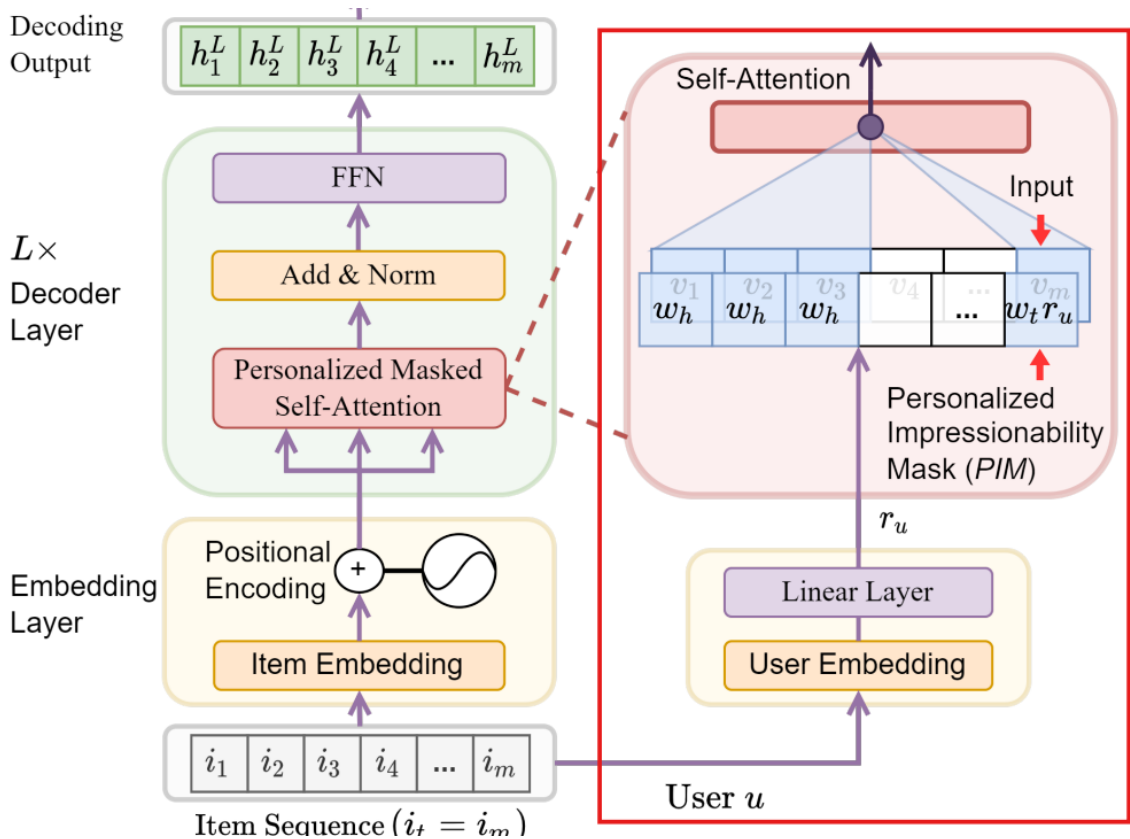 Decoding
Output
h_1^L h_2^L h_3^L h_4^L ... h_m^L
FFN
Add & Norm
L×
Decoder
Layer
Personalized Masked
Self-Attention
Positional
Encoding
+
Embedding
Layer
Item Embedding
i_1 i_2 i_3 i_4 ... i_m
Item Sequence (i_t = i_m)
Self-Attention
Input
v_1 v_2 v_3 v_4 ... v_m
w_h w_h w_h ... w_t r_u
Personalized
Impressionability
Mask (PIM)
r_u
Linear Layer
User Embedding
User u